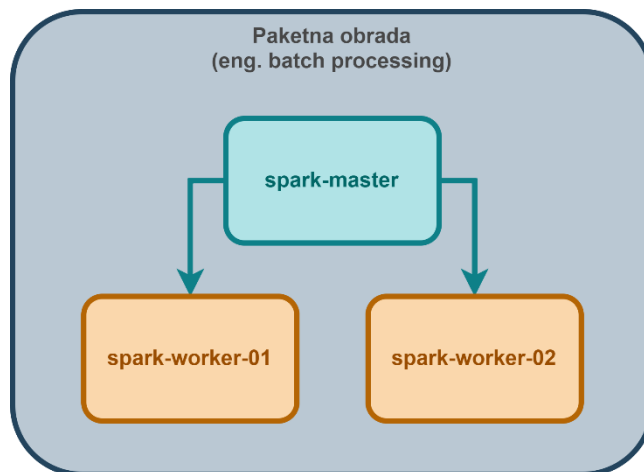 Paketna obrada
(eng. batch processing)
spark-master
spark-worker-01
spark-worker-02